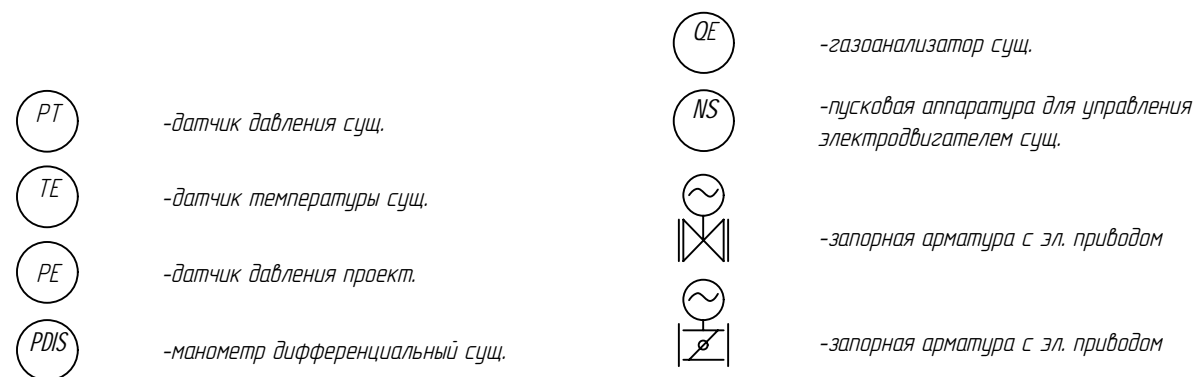 PT
-датчик давления сущ.
TE
-датчик температуры сущ.
PE
-датчик давления проект.
PDIS
-манометр дифференциальный сущ.
QE
-газоанализатор сущ.
NS
-пусковая аппаратура для управления
электродвигателем сущ.
-запорная арматура с эл. приводом
-запорная арматура с эл. приводом